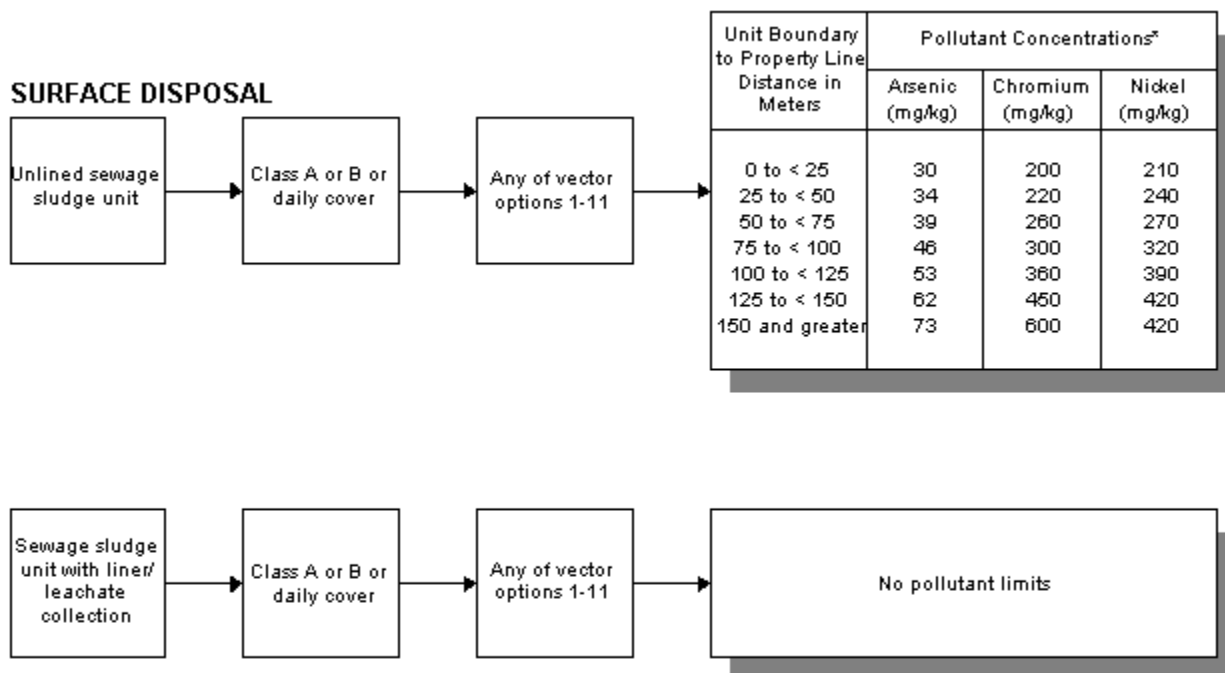 SURFACE DISPOSAL
Unlined sewage
sludge unit
Class A or B or
daily cover
Any of vector
options 1-11
Unit Boundary
to Property Line
Distance in
Meters
Pollutant Concentrations*
Arsenic
(mg/kg)
Chromium
(mg/kg)
Nickel
(mg/kg)
0 to < 25 30 200 210
25 to < 50 34 220 240
50 to < 75 39 260 270
75 to < 100 46 300 320
100 to < 125 53 360 390
125 to < 150 62 450 420
150 and greater 73 600 420
Sewage sludge
unit with liner/
leachate
collection
Class A or B or
daily cover
Any of vector
options 1-11
No pollutant limits